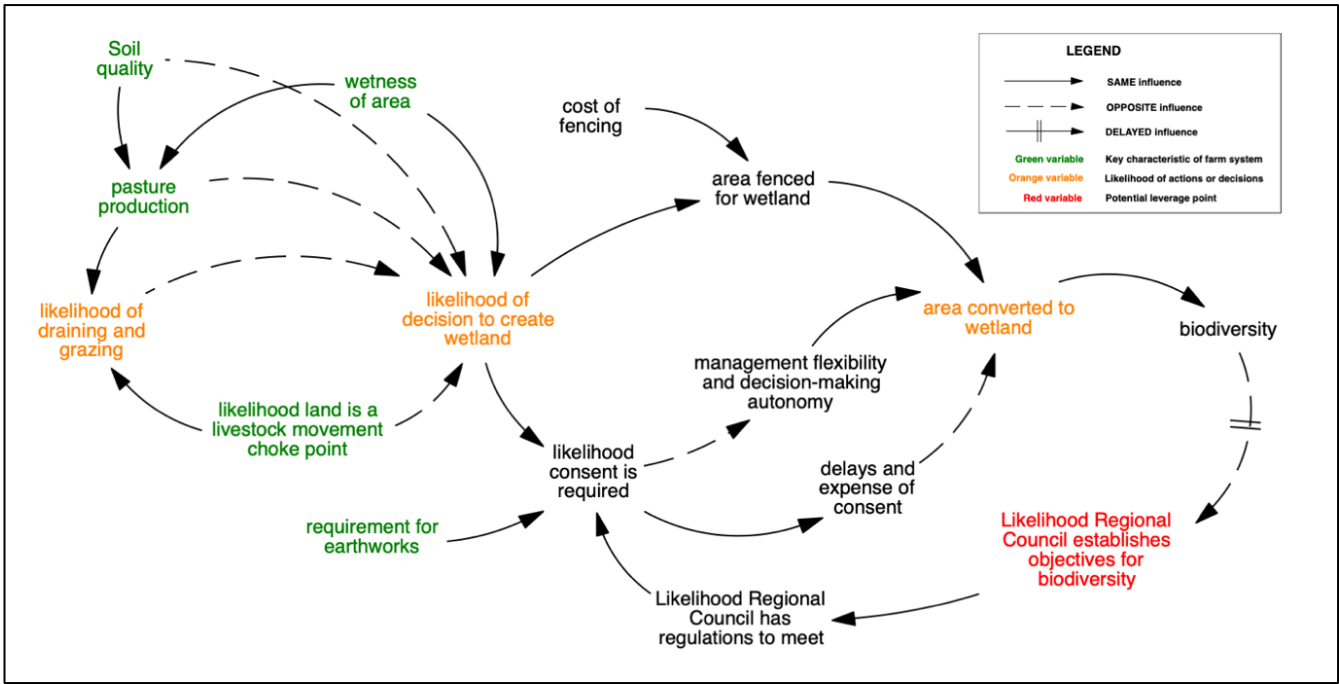 Soil
quality
wetness
of area
cost of
fencing
LEGEND
SAME influence
OPPOSITE influence
DELAYED influence
Green variable Key characteristic of farm system
Orange variable Likelihood of actions or decisions
Red variable Potential leverage point
pasture
production
area fenced
for wetland
likelihood of
draining and
grazing
likelihood of
decision to create
wetland
area converted to
wetland
biodiversity
management flexibility
and decision-making
autonomy
likelihood land is a
livestock movement
choke point
likelihood
consent is
required
delays and
expense of
consent
requirement for
earthworks
Likelihood Regional
Council establishes
objectives for
biodiversity
Likelihood Regional
Council has
regulations to meet